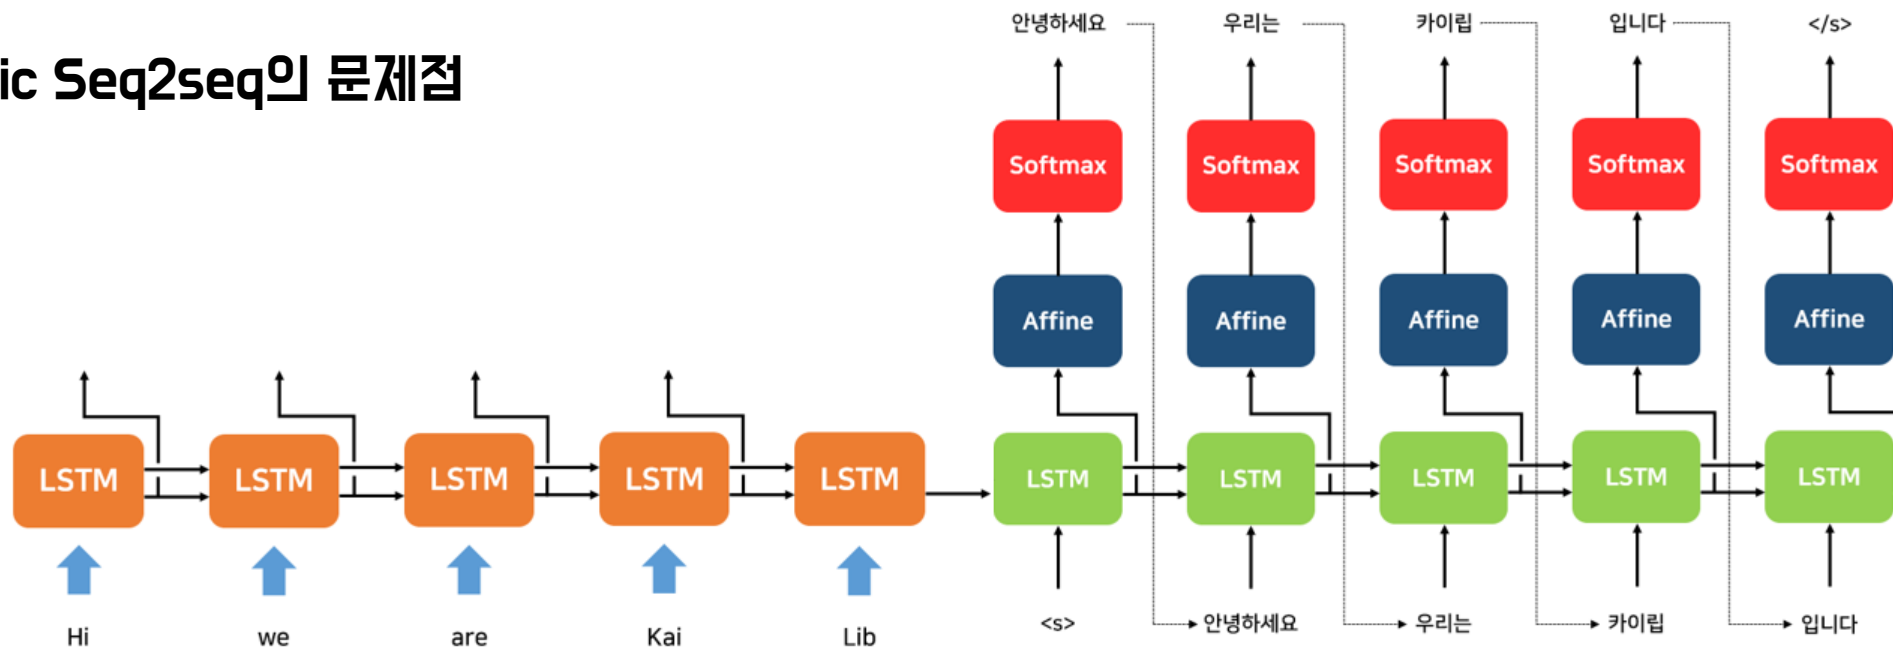 ic Seq2seq의 문제점
안녕하세요 우리는 카이립 입니다 </s>
Softmax Softmax Softmax Softmax Softmax
Affine Affine Affine Affine Affine
LSTM LSTM LSTM LSTM LSTM LSTM LSTM LSTM LSTM LSTM
Hi we are Kai Lib <s> 안녕하세요 우리는 카이립 입니다